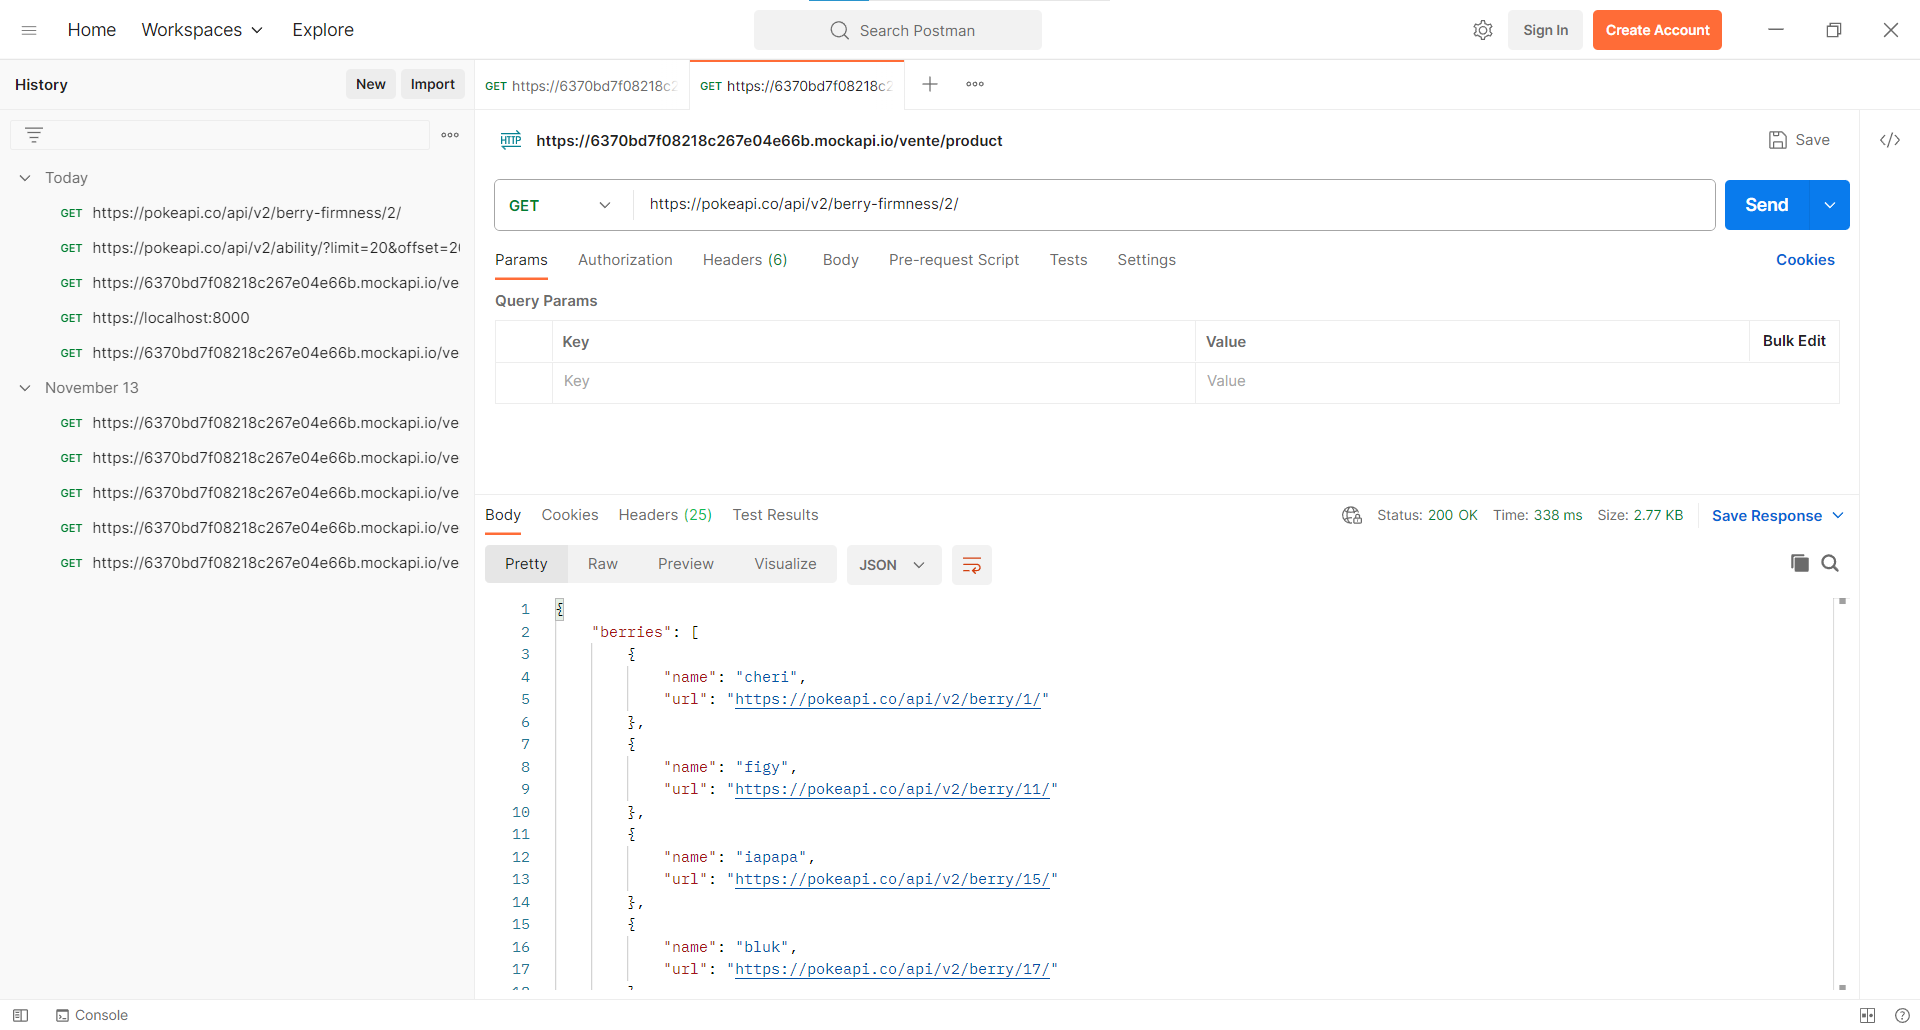 Home Workspaces Explore Search Postman Sign In Create Account
History New Import
GET https://6370bd7f08218c2 GET https://6370bd7f08218c2
HTTP https://6370bd7f08218c267e04e66b.mockapi.io/vente/product Save </>
Today
GET https://pokeapi.co/api/v2/berry-firmness/2/
GET https://pokeapi.co/api/v2/ability/?limit=20&offset=20
GET https://6370bd7f08218c267e04e66b.mockapi.io/ve
GET https://localhost:8000
GET https://6370bd7f08218c267e04e66b.mockapi.io/ve
November 13
GET https://6370bd7f08218c267e04e66b.mockapi.io/ve
GET https://6370bd7f08218c267e04e66b.mockapi.io/ve
GET https://6370bd7f08218c267e04e66b.mockapi.io/ve
GET https://6370bd7f08218c267e04e66b.mockapi.io/ve
GET https://6370bd7f08218c267e04e66b.mockapi.io/ve
GET https://pokeapi.co/api/v2/berry-firmness/2/ Send
Params Authorization Headers (6) Body Pre-request Script Tests Settings Cookies
Query Params
Key Value Bulk Edit
Key Value
Body Cookies Headers (25) Test Results Status: 200 OK Time: 338 ms Size: 2.77 KB Save Response
Pretty Raw Preview Visualize JSON
1 {
2 "berries": [
3 {
4 "name": "cheri",
5 "url": "https://pokeapi.co/api/v2/berry/1/"
6 },
7 {
8 "name": "figy",
9 "url": "https://pokeapi.co/api/v2/berry/11/"
10 },
11 {
12 "name": "iapapa",
13 "url": "https://pokeapi.co/api/v2/berry/15/"
14 },
15 {
16 "name": "bluk",
17 "url": "https://pokeapi.co/api/v2/berry/17/"
Console